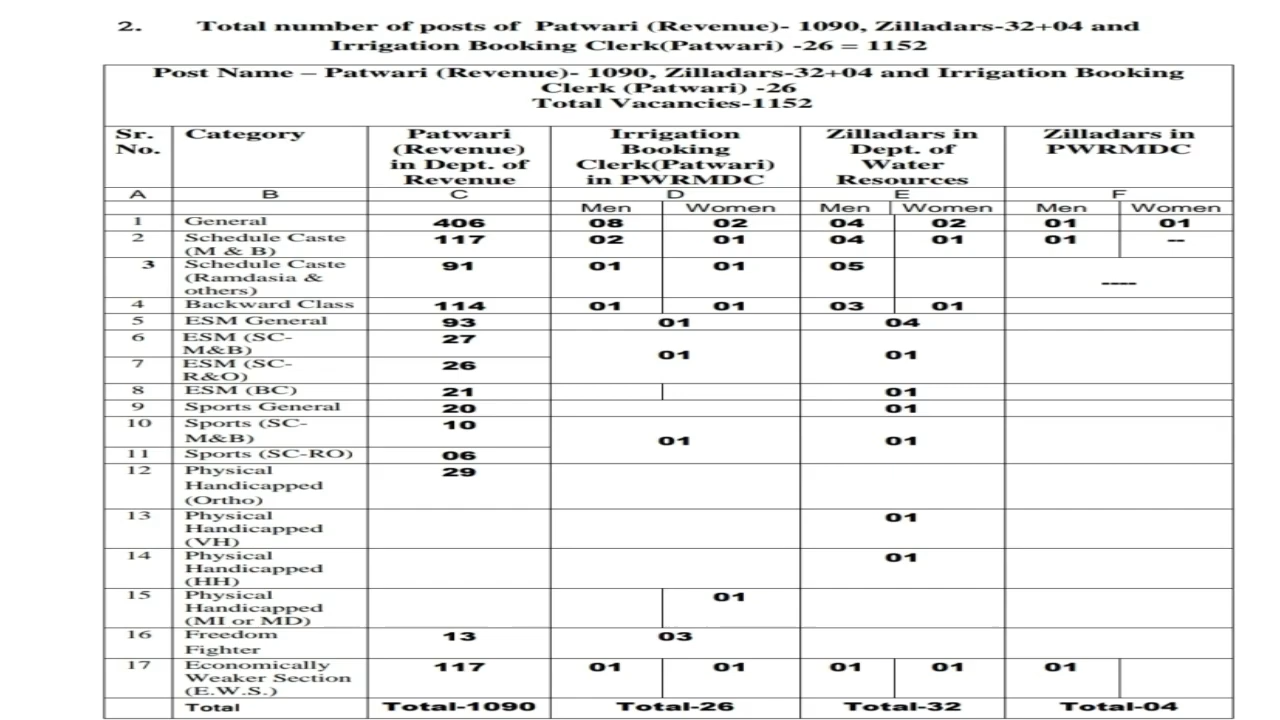 2. Total number of posts of Patwari (Revenue)- 1090, Zilladars-32+04 and
Irrigation Booking Clerk(Patwari) -26 = 1152
Post Name – Patwari (Revenue)- 1090, Zilladars-32+04 and Irrigation Booking
Clerk (Patwari) -26
Total Vacancies-1152
Sr. No. Category Patwari (Revenue) in Dept. of Revenue Irrigation Booking Clerk(Patwari) in PWRMDC Zilladars in Dept. of Water Resources Zilladars in PWRMDC
A B C D E F
Men Women Men Women Men Women
1 General 406 08 02 04 02 01 01
2 Schedule Caste 117 02 01 04 01 01 --
(M & B)
3 Schedule Caste 91 01 01 05
(Ramdasia & ----
others)
4 Backward Class 114 01 01 03 01
5 ESM General 93 01 04
6 ESM (SC- 27
M&B) 01 01
7 ESM (SC- 26
R&O)
8 ESM (BC) 21 01
9 Sports General 20 01
10 Sports (SC- 10
M&B) 01 01
11 Sports (SC-RO) 06
12 Physical 29
Handicapped
(Ortho)
13 Physical 01
Handicapped
(VH)
14 Physical 01
Handicapped
(HH)
15 Physical 01
Handicapped
(MI or MD)
16 Freedom 13 03
Fighter
17 Economically 117 01 01 01 01 01
Weaker Section
(E.W.S.)
Total Total-1090 Total-26 Total-32 Total-04